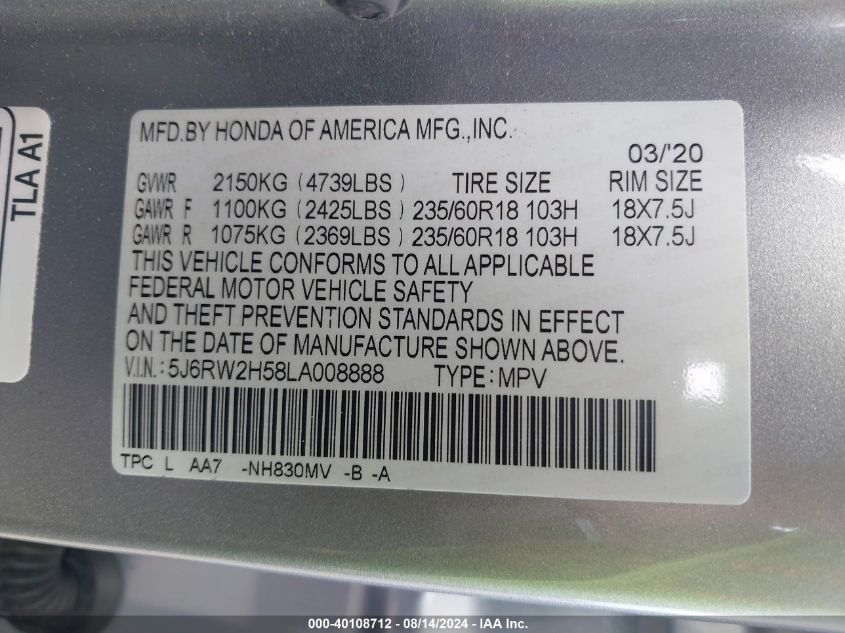 TLA A1
MFD.BY HONDA OF AMERICA MFG.,INC.
03/'20
GVWR 2150KG (4739LBS) TIRE SIZE RIM SIZE
GAWR F 1100KG (2425LBS) 235/60R18 103H 18X7.5J
GAWR R 1075KG (2369LBS) 235/60R18 103H 18X7.5J
THIS VEHICLE CONFORMS TO ALL APPLICABLE
FEDERAL MOTOR VEHICLE SAFETY
AND THEFT PREVENTION STANDARDS IN EFFECT
ON THE DATE OF MANUFACTURE SHOWN ABOVE.
V.I.N.: 5J6RW2H58LA008888 TYPE: MPV
TPC L AA7 -NH830MV -B -A
000-40108712 - 08/14/2024 - IAA Inc.